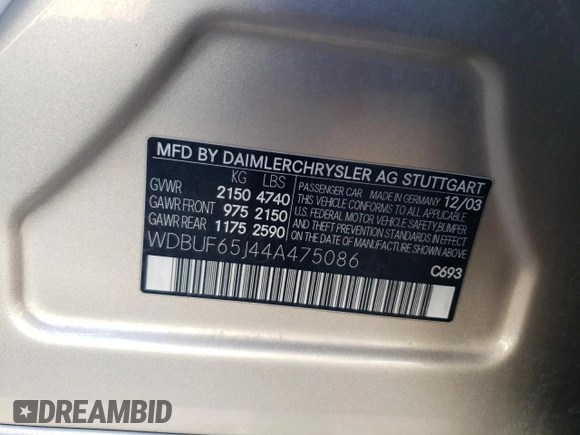 MFD BY DAIMLERCHRYSLER AG STUTTGART
KG LBS
GVWR 2150 4740
GAWR FRONT 975 2150
GAWR REAR 1175 2590
PASSENGER CAR MADE IN GERMANY 12/03
THIS VEHICLE CONFORMS TO ALL APPLICABLE
U.S. FEDERAL MOTOR VEHICLE SAFETY, BUMPER
AND THEFT PREVENTION STANDARDS IN EFFECT
ON THE DATE OF MANUFACTURE SHOWN ABOVE.
WDBUF65J44A475086
C693
DREAMBID